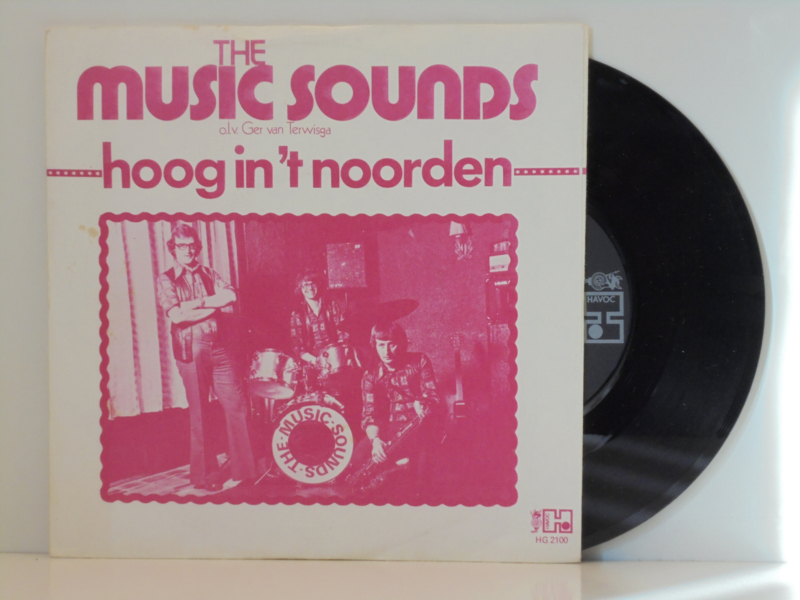 THE
MUSIC SOUNDS
o.l.v. Ger van Terwisga
hoog in 't noorden
THE·MUSIC·SOUNDS
HAVOC
H
HG 2100